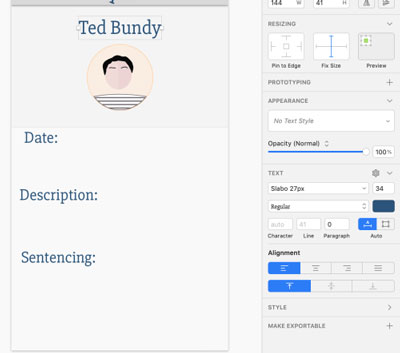 144 W 41 H
Ted Bundy
RESIZING
Pin to Edge Fix Size Preview
PROTOTYPING
APPEARANCE
No Text Style
Date:
Opacity (Normal) 100%
TEXT
Description:
Slabo 27px 34
Regular
auto 41 0
Character Line Paragraph Auto
Sentencing:
Alignment
STYLE
MAKE EXPORTABLE